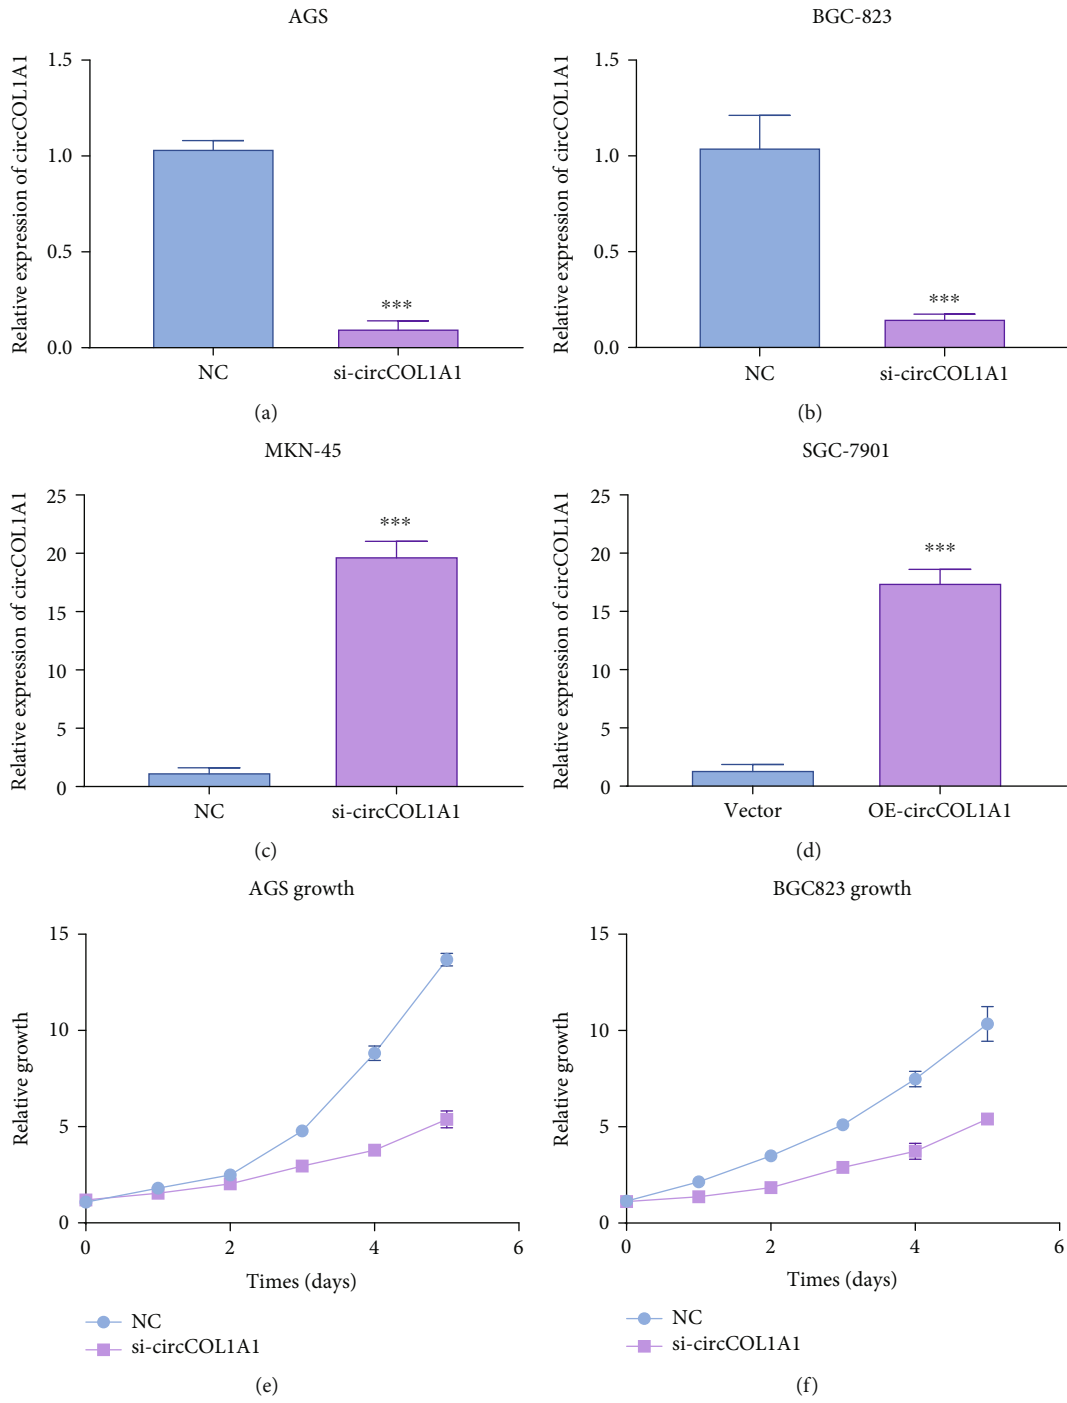 AGS
Relative expression of circCOL1A1
1.5
1.0
0.5
0.0
***
NC
si-circCOL1A1
(a)
BGC-823
Relative expression of circCOL1A1
1.5
1.0
0.5
0.0
***
NC
si-circCOL1A1
(b)
MKN-45
Relative expression of circCOL1A1
25
20
15
10
5
0
***
NC
si-circCOL1A1
(c)
SGC-7901
Relative expression of circCOL1A1
25
20
15
10
5
0
***
Vector
OE-circCOL1A1
(d)
AGS growth
Relative growth
15
10
5
0
0 2 4 6
Times (days)
NC
si-circCOL1A1
(e)
BGC823 growth
Relative growth
15
10
5
0
0 2 4 6
Times (days)
NC
si-circCOL1A1
(f)